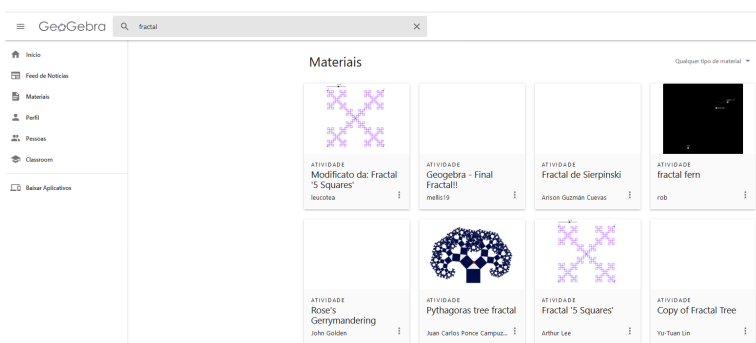 GeoGebra
fractal
Início
Feed de Notícias
Materiais
Perfil
Pessoas
Classroom
Baixar Aplicativos
Materiais
Qualquer tipo de material
ATIVIDADE
Modificato da: Fractal
'5 Squares'
leucotea
ATIVIDADE
Geogebra - Final
Fractal!!
mellis19
ATIVIDADE
Fractal de Sierpinski
Arison Guzmán Cuevas
ATIVIDADE
fractal fern
rob
ATIVIDADE
Rose's
Gerrymandering
John Golden
ATIVIDADE
Pythagoras tree fractal
Juan Carlos Ponce Campuz...
ATIVIDADE
Fractal '5 Squares'
Arthur Lee
ATIVIDADE
Copy of Fractal Tree
Yu-Tuan Lin